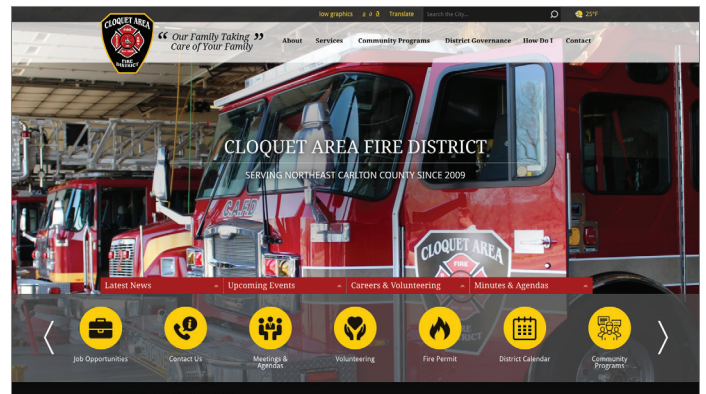 low graphics a a a Translate Search the City... 25°F
CLOQUET AREA
FIRE
DISTRICT
“ Our Family Taking ”
Care of Your Family
About Services Community Programs District Governance How Do I Contact
CLOQUET AREA FIRE DISTRICT
SERVING NORTHEAST CARLTON COUNTY SINCE 2009
C.A.F.D
CLOQUET AREA
FIRE
DISTRICT
Latest News Upcoming Events Careers & Volunteering Minutes & Agendas
Job Opportunities Contact Us Meetings & Agendas Volunteering Fire Permit District Calendar Community Programs